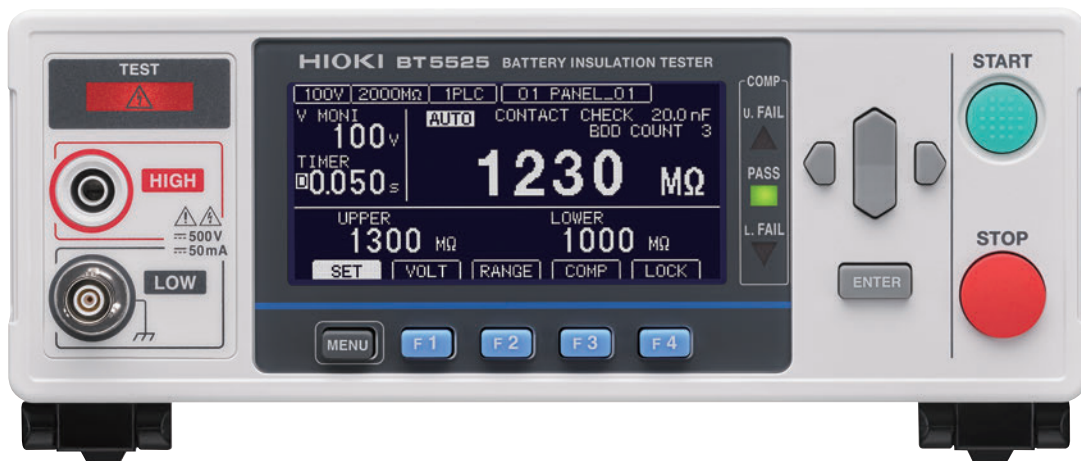 TEST
HIGH
⎓500V
⎓50mA
LOW
HIOKI BT5525 BATTERY INSULATION TESTER
100V 2000MΩ 1PLC 01 PANEL_01
V MONI
100V
AUTO CONTACT CHECK 20.0nF
BDD COUNT 3
TIMER
D0.050s
1230 MΩ
UPPER
1300 MΩ
LOWER
1000 MΩ
SET VOLT RANGE COMP LOCK
MENU F1 F2 F3 F4
COMP
U. FAIL
PASS
L. FAIL
ENTER
START
STOP